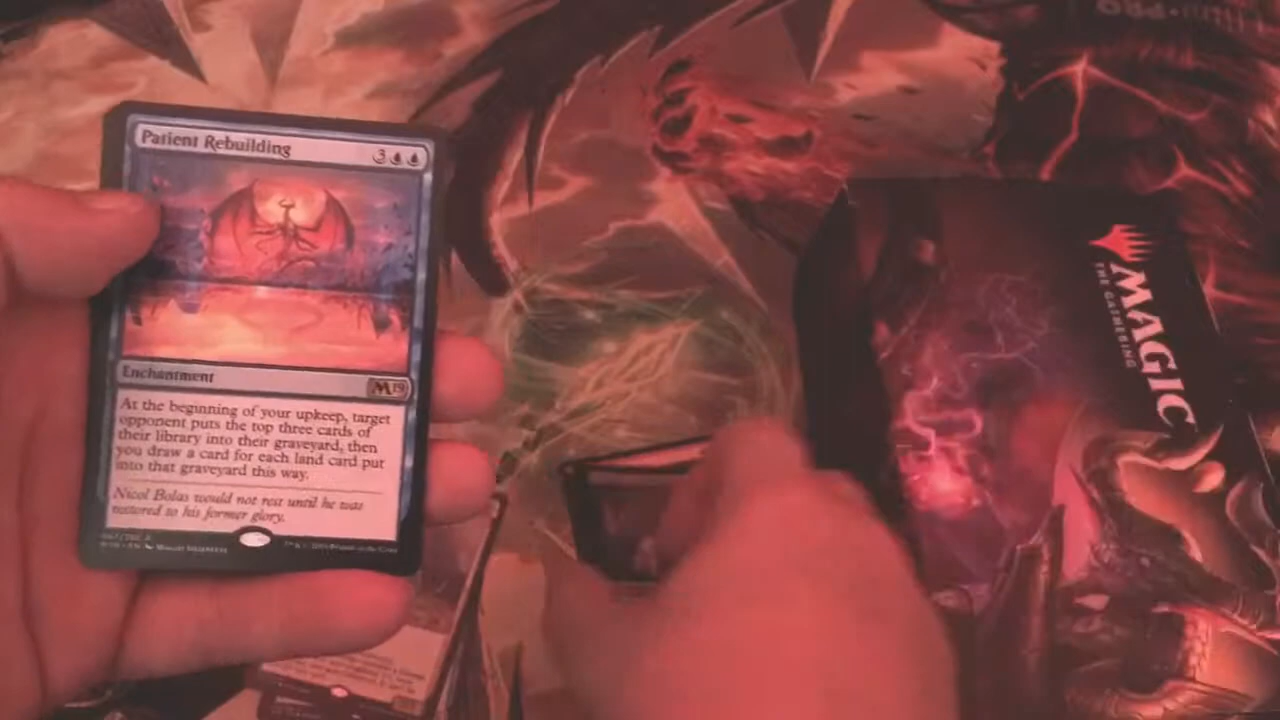 Patient Rebuilding
3
Enchantment
M19
At the beginning of your upkeep, target
opponent puts the top three cards of
their library into their graveyard, then
you draw a card for each land card put
into that graveyard this way.
Nicol Bolas would not rest until he was
restored to his former glory.
MAGIC
THE GATHERING